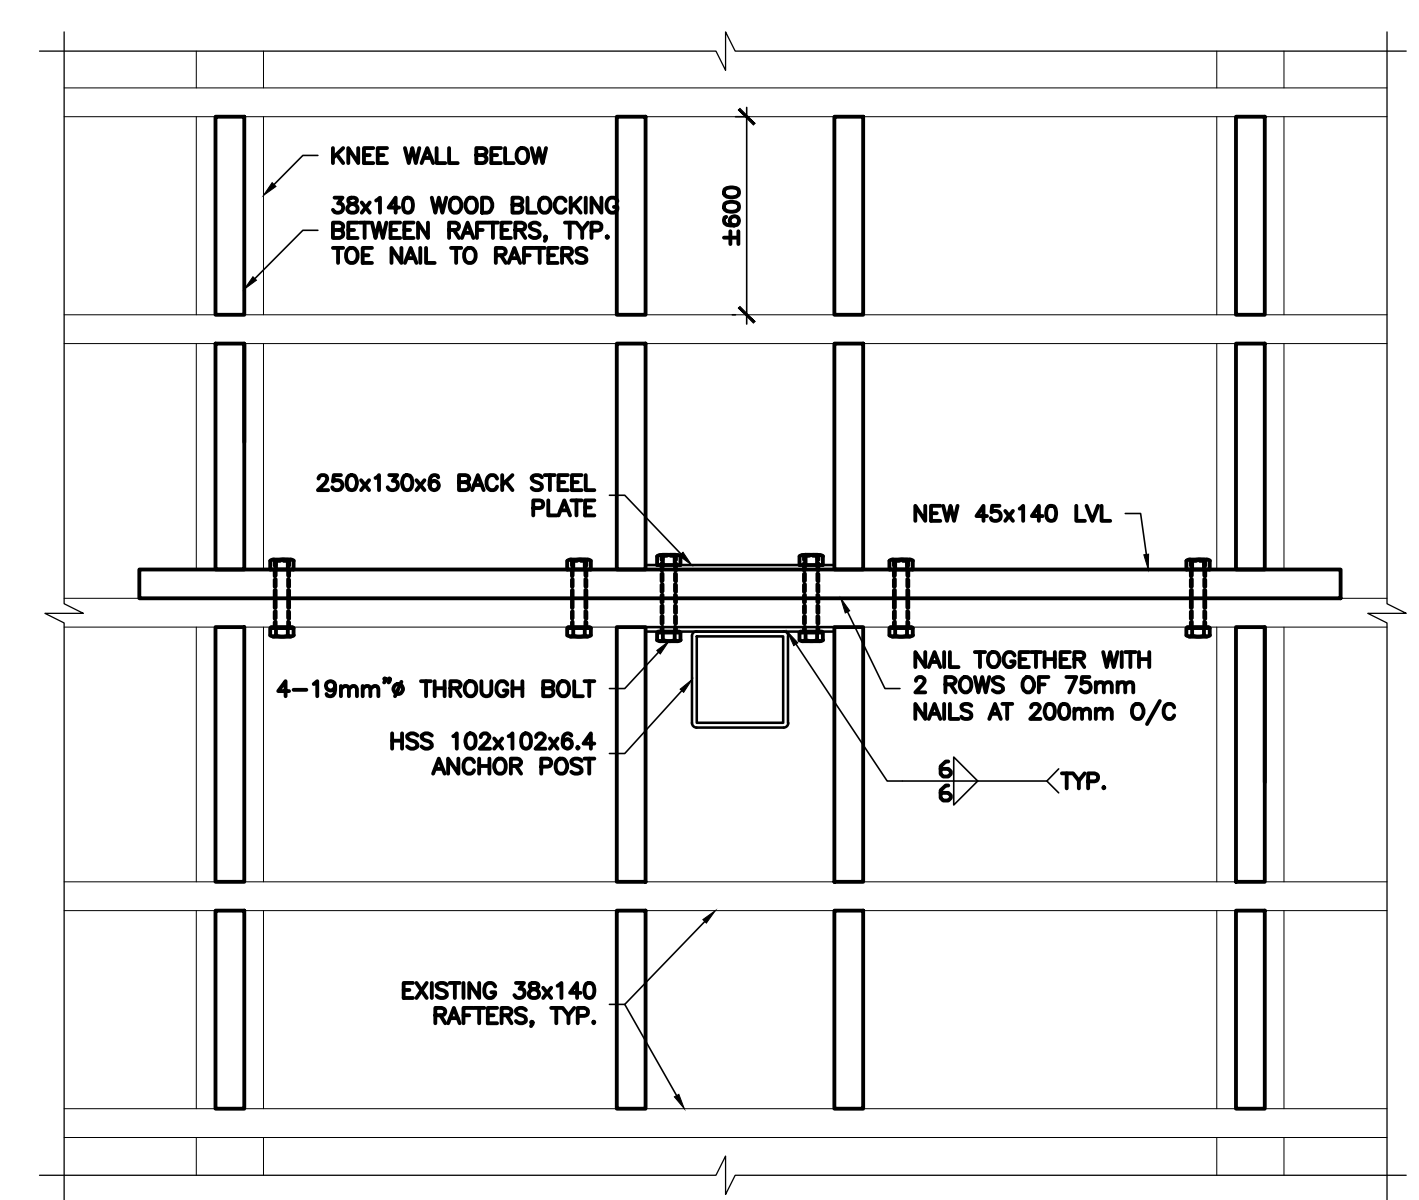 KNEE WALL BELOW
38x140 WOOD BLOCKING
BETWEEN RAFTERS, TYP.
TOE NAIL TO RAFTERS
±600
250x130x6 BACK STEEL
PLATE
NEW 45x140 LVL
4-19mm"ø THROUGH BOLT
HSS 102x102x6.4
ANCHOR POST
NAIL TOGETHER WITH
2 ROWS OF 75mm
NAILS AT 200mm O/C
6
6
TYP.
EXISTING 38x140
RAFTERS, TYP.